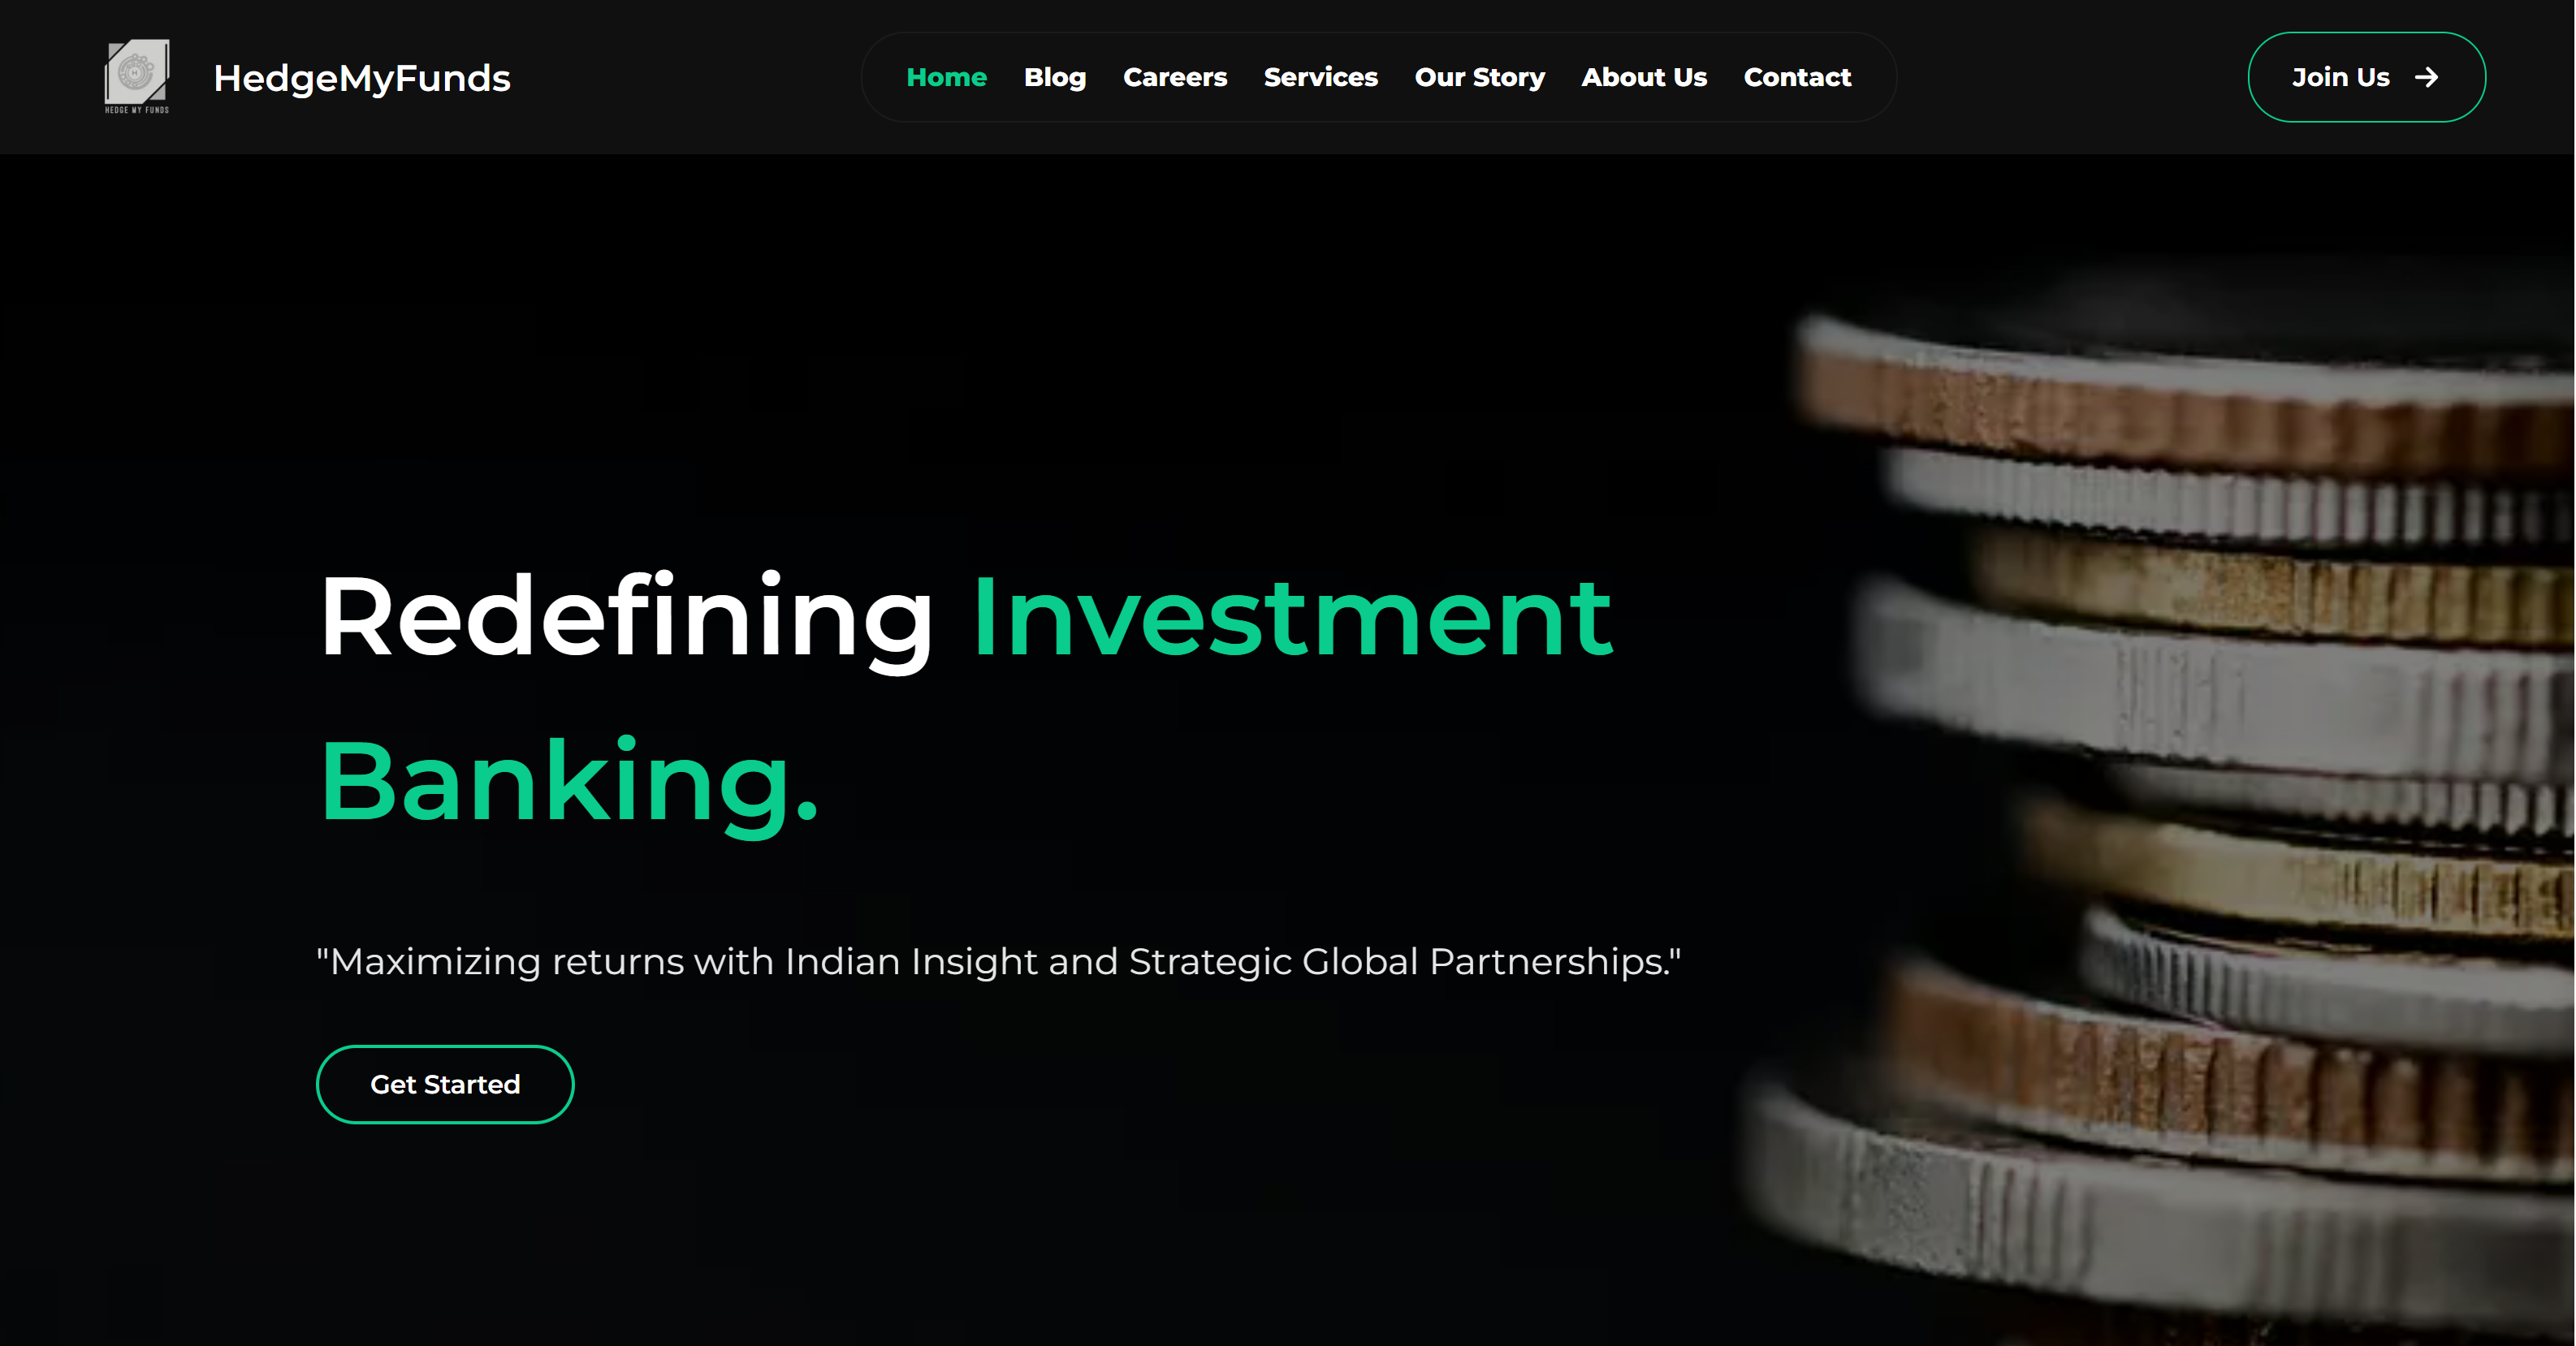 HEDGE MY FUNDS
HedgeMyFunds
Home Blog Careers Services Our Story About Us Contact
Join Us →
Redefining Investment
Banking.
"Maximizing returns with Indian Insight and Strategic Global Partnerships."
Get Started